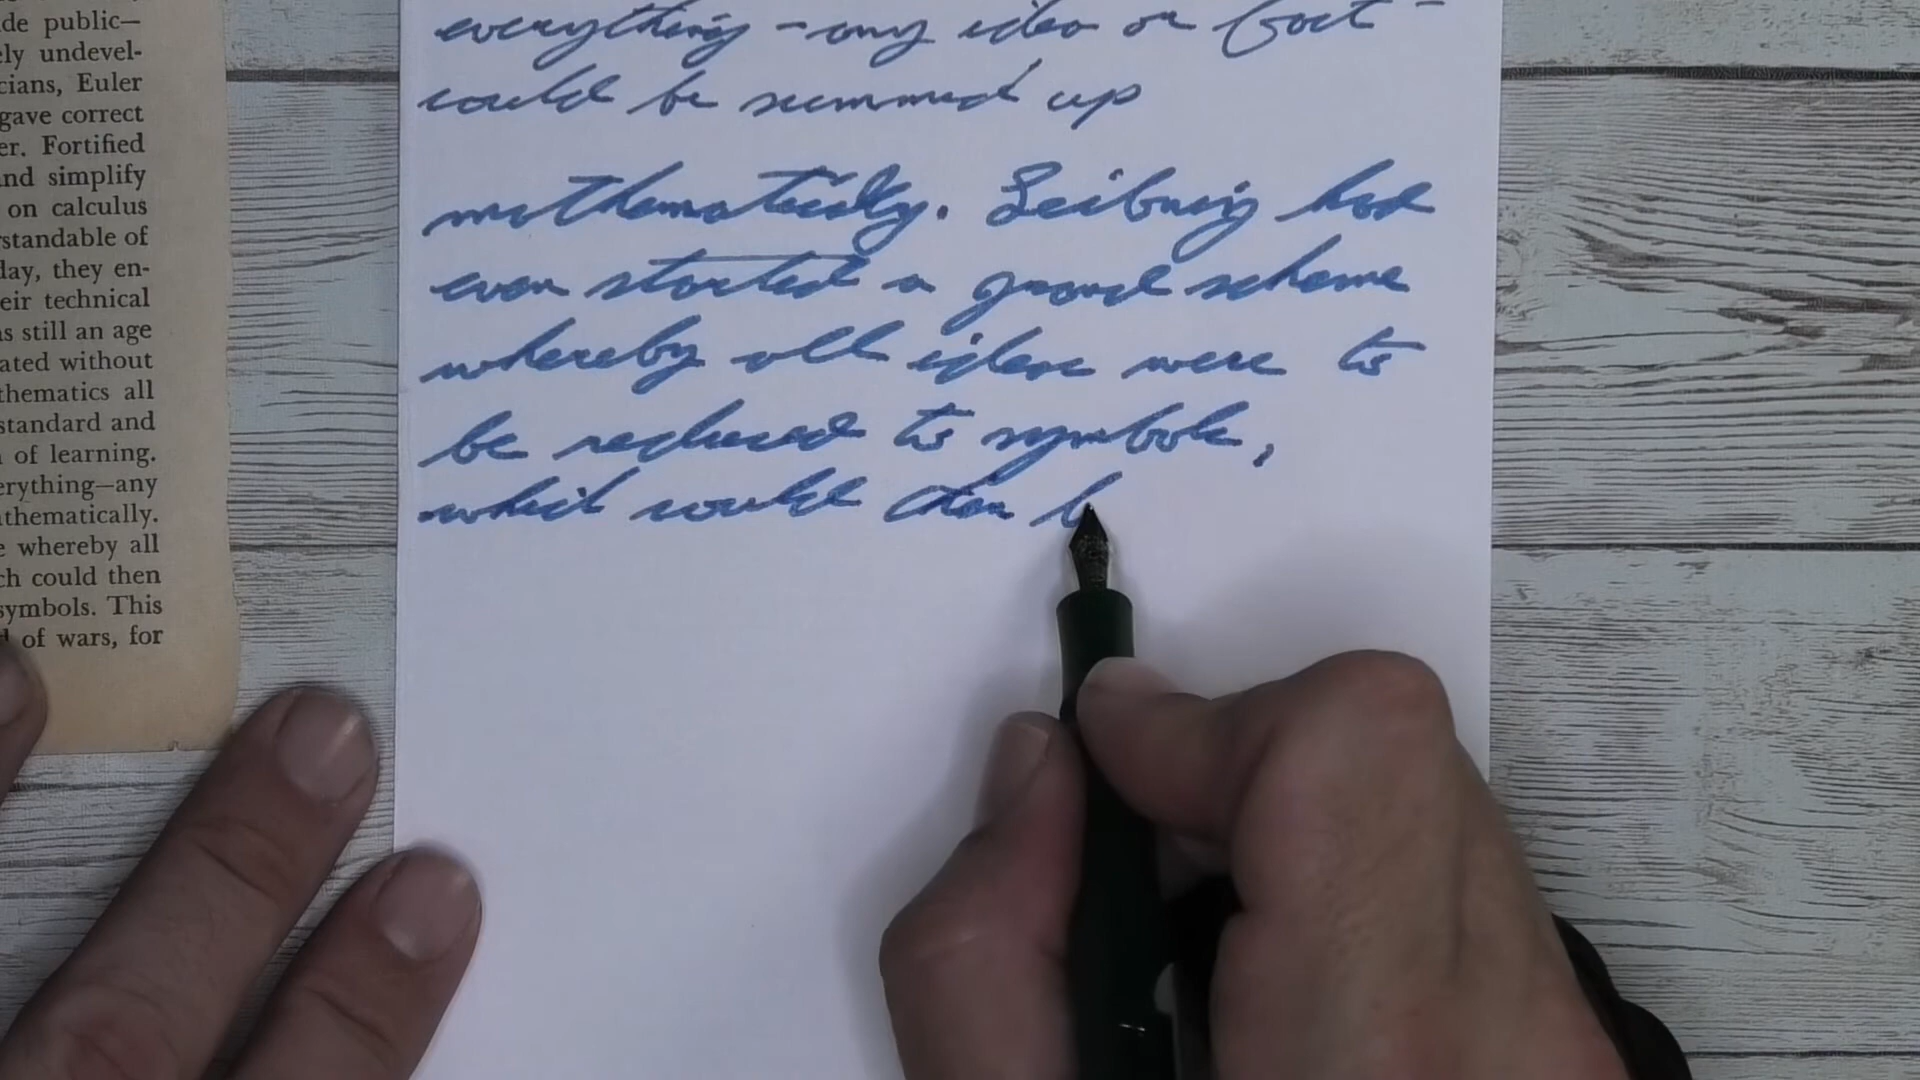 de public—
ely undevel-
cians, Euler
gave correct
er. Fortified
nd simplify
on calculus
rstandable of
day, they en-
eir technical
s still an age
ated without
thematics all
standard and
of learning.
erything—any
athematically.
e whereby all
ch could then
symbols. This
d of wars, for
everything – any idea or fact –
could be summed up
mathematically. Leibniz had
even started a grand scheme
whereby all ideas were to
be reduced to symbols,
which could then b